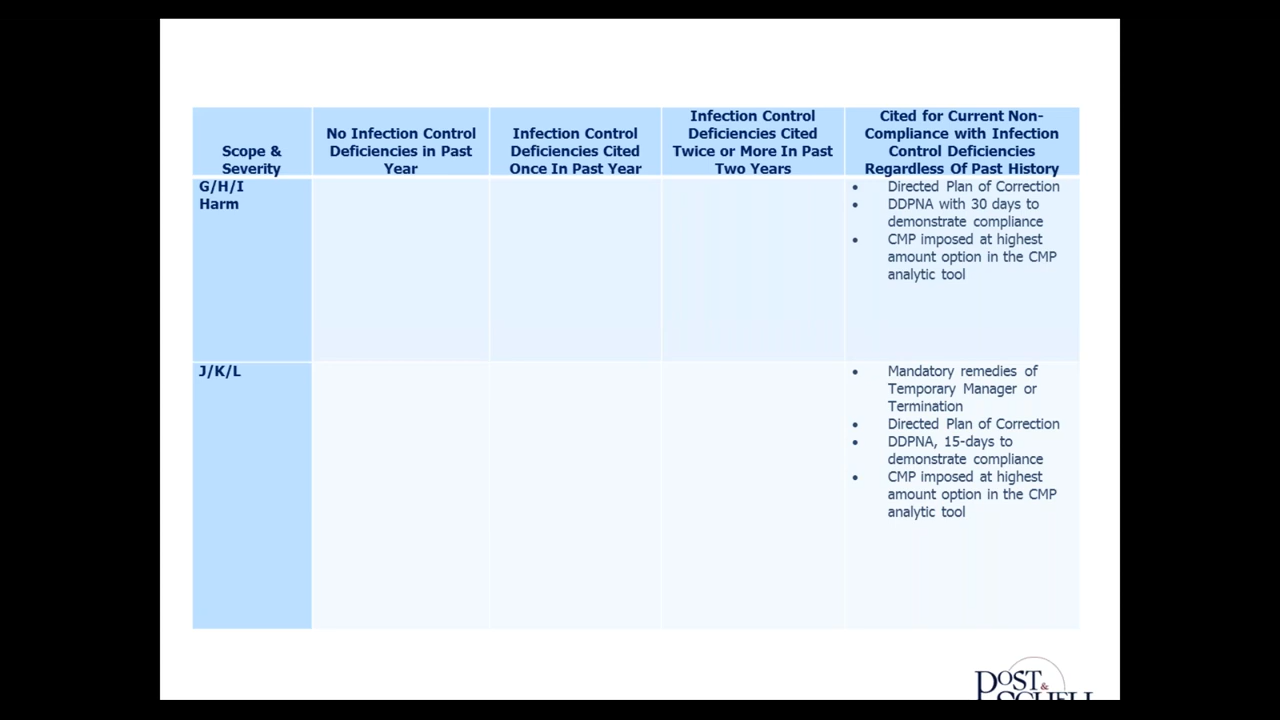 Scope &
Severity
No Infection Control
Deficiencies in Past
Year
Infection Control
Deficiencies Cited
Once In Past Year
Infection Control
Deficiencies Cited
Twice or More In Past
Two Years
Cited for Current Non-
Compliance with Infection
Control Deficiencies
Regardless Of Past History
G/H/I
Harm
• Directed Plan of Correction
• DDPNA with 30 days to
demonstrate compliance
• CMP imposed at highest
amount option in the CMP
analytic tool
J/K/L
• Mandatory remedies of
Temporary Manager or
Termination
• Directed Plan of Correction
• DDPNA, 15-days to
demonstrate compliance
• CMP imposed at highest
amount option in the CMP
analytic tool
POST &
SCHELL